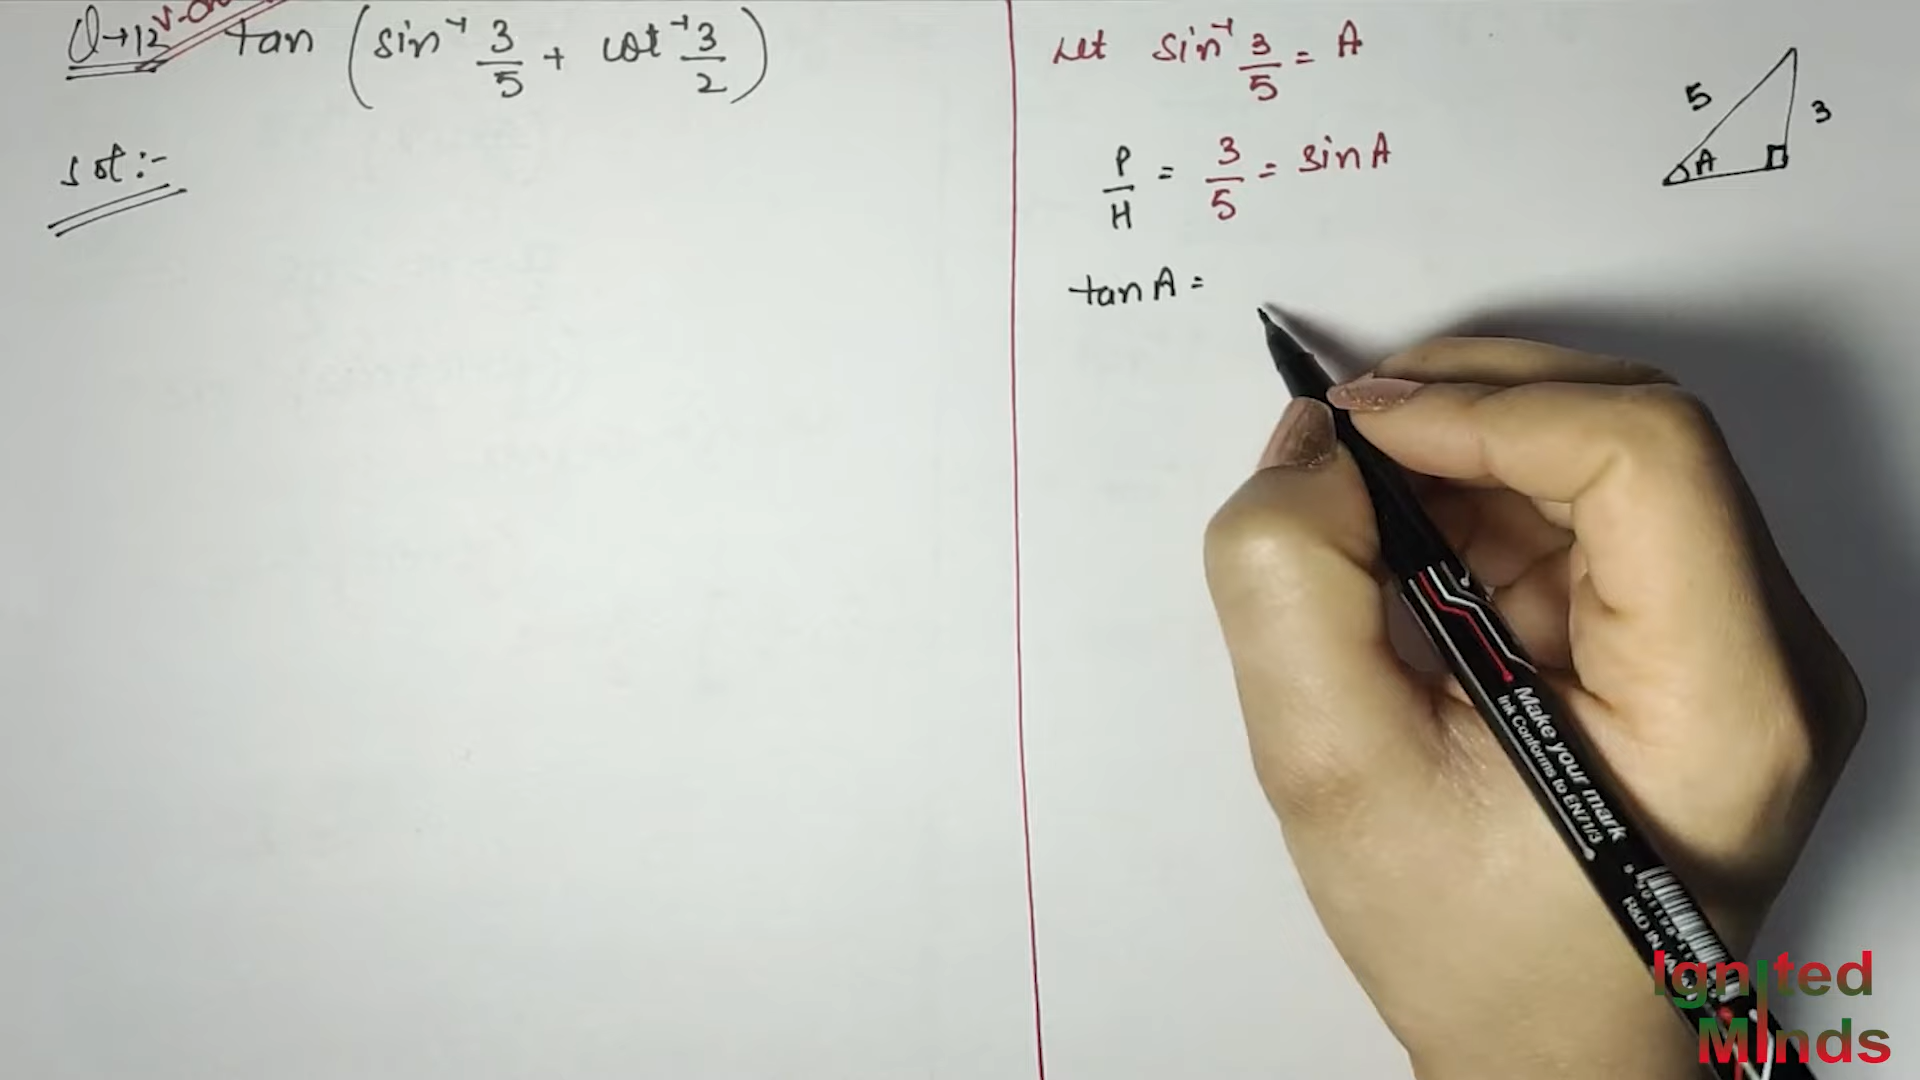 Q→12 tan (sin⁻¹ 3/5 + cot⁻¹ 3/2)
Sol:-
Let sin⁻¹ 3/5 = A
P/H = 3/5 = sin A
tan A =
5
3
A
Make your mark
Ink Conforms to EN71/3
Ignited
Minds